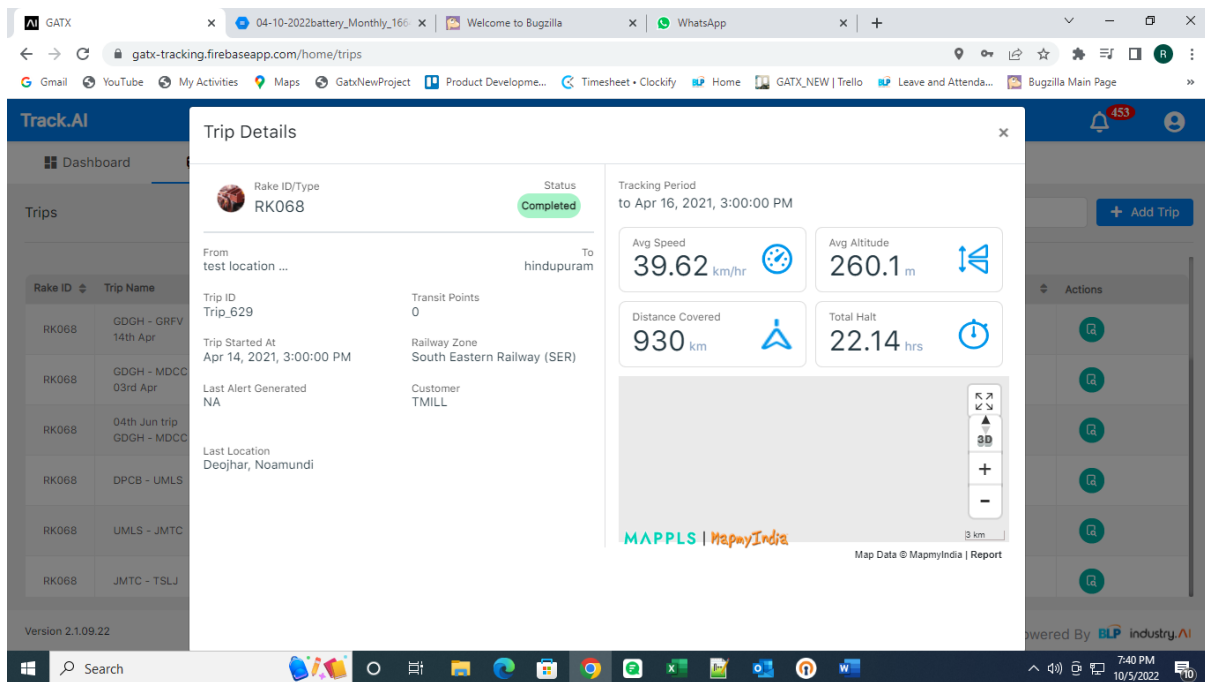 GATX
04-10-2022battery_Monthly_166
Welcome to Bugzilla
WhatsApp
gatx-tracking.firebaseapp.com/home/trips
R
Gmail
YouTube
My Activities
Maps
GatxNewProject
Product Developme...
Timesheet • Clockify
Home
GATX_NEW | Trello
Leave and Attenda...
Bugzilla Main Page
»
Track.AI
453
Dashboard
Trips
+ Add Trip
Rake ID
Trip Name
Actions
RK068
GDGH - GRFV
14th Apr
RK068
GDGH - MDCC
03rd Apr
RK068
04th Jun trip
GDGH - MDCC
RK068
DPCB - UMLS
RK068
UMLS - JMTC
RK068
JMTC - TSLJ
Trip Details
×
Rake ID/Type
RK068
Status
Completed
From
test location ...
To
hindupuram
Trip ID
Trip_629
Transit Points
0
Trip Started At
Apr 14, 2021, 3:00:00 PM
Railway Zone
South Eastern Railway (SER)
Last Alert Generated
NA
Customer
TMILL
Last Location
Deojhar, Noamundi
Tracking Period
to Apr 16, 2021, 3:00:00 PM
Avg Speed
39.62 km/hr
Avg Altitude
260.1 m
Distance Covered
930 km
Total Halt
22.14 hrs
3D
+
-
MAPPLS | MapmyIndia
3 km
Map Data © MapmyIndia | Report
Version 2.1.09.22
owered By BLP industry.AI
Search
7:40 PM
10/5/2022
10